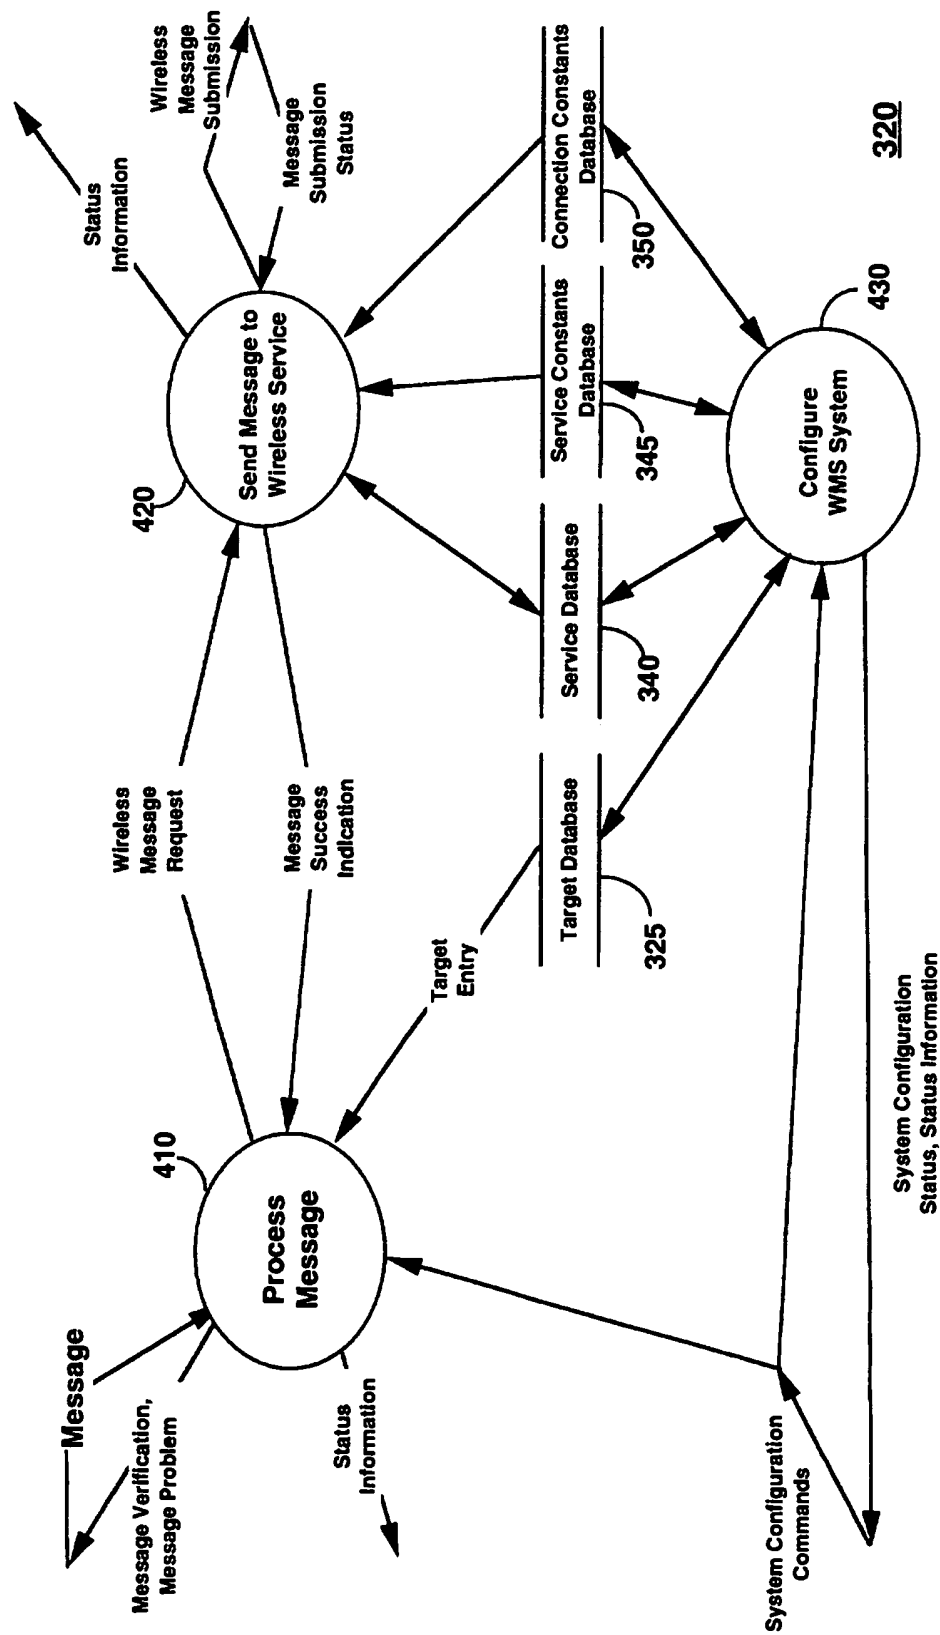 Message
Message Verification,
Message Problem
Status
Information
410
Process
Message
Wireless
Message
Request
Message
Success
Indication
Target
Entry
420
Send Message to
Wireless Service
Status
Information
Wireless
Message
Submission
Message
Submission
Status
Target Database
325
Service Database
340
Service Constants
Database
345
Connection Constants
Database
350
System Configuration
Commands
Configure
WMS System
430
System Configuration
Status, Status Information
320